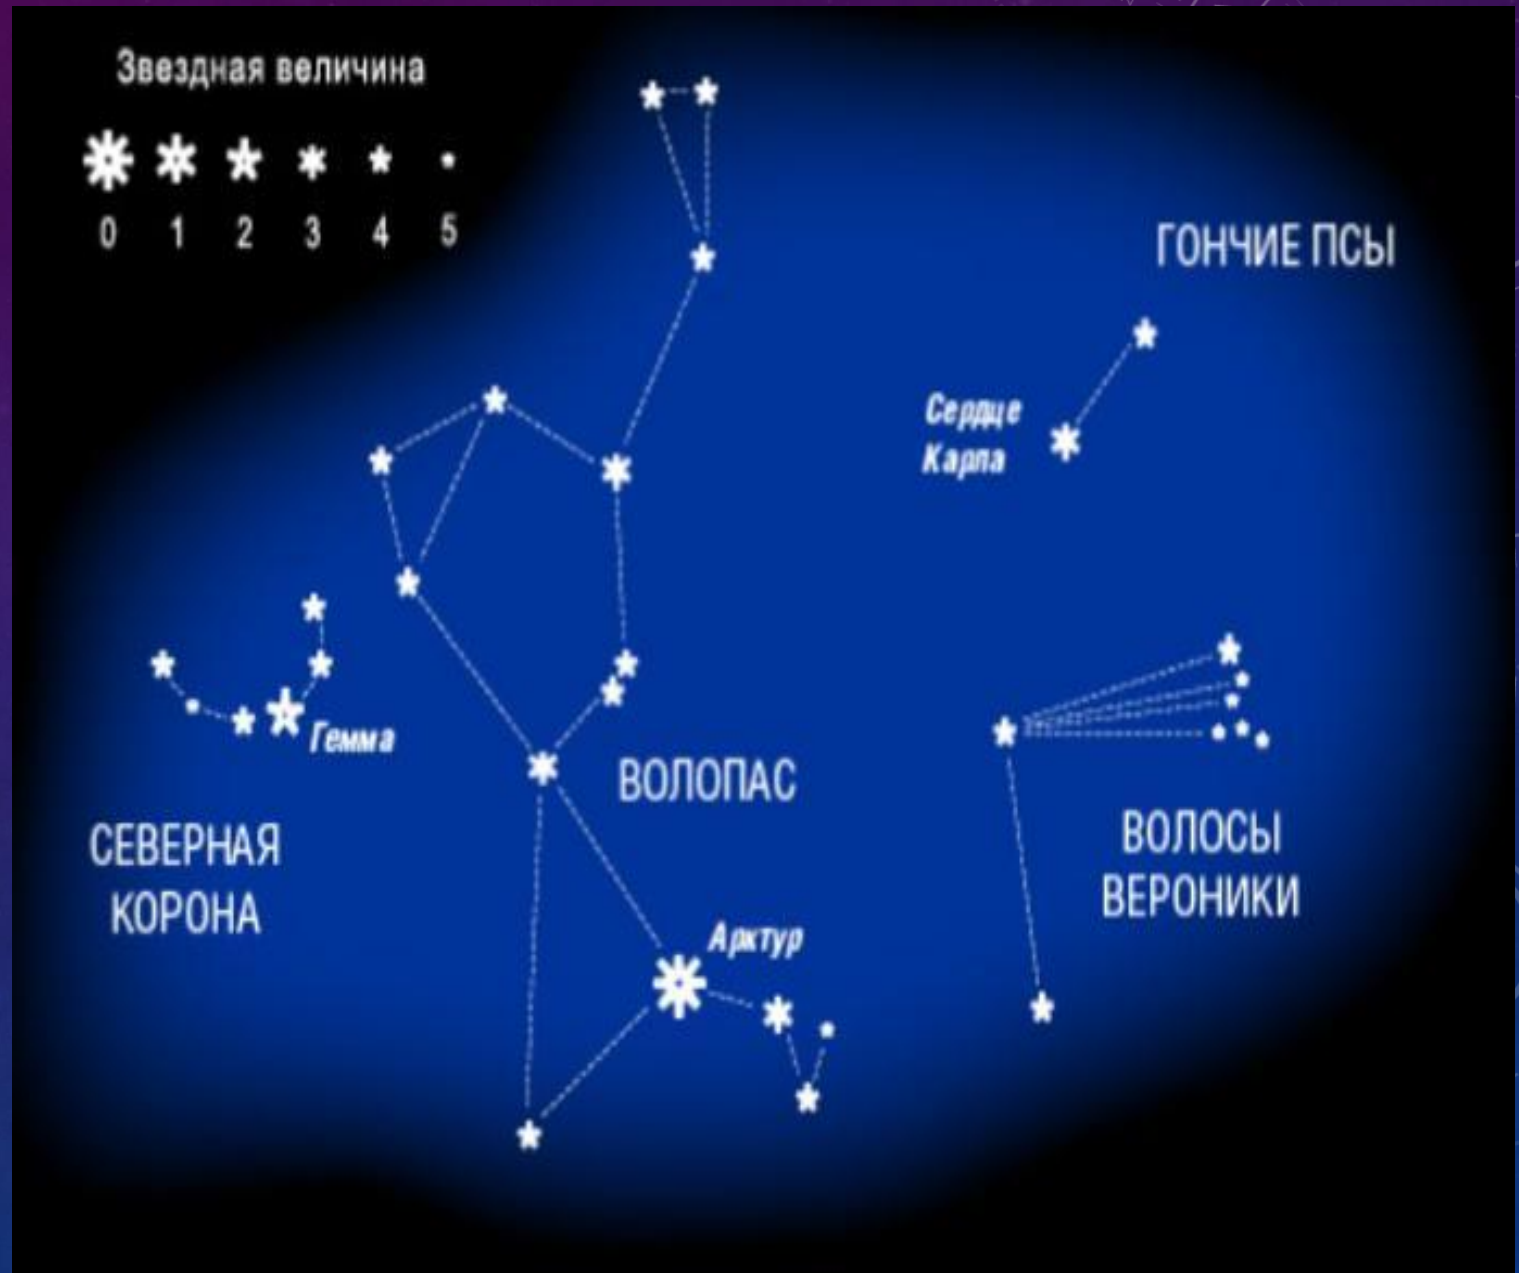 Звездная величина
0 1 2 3 4 5
ГОНЧИЕ ПСЫ
Сердце
Карла
Гемма
ВОЛОПАС
СЕВЕРНАЯ
КОРОНА
ВОЛОСЫ
ВЕРОНИКИ
Арктур